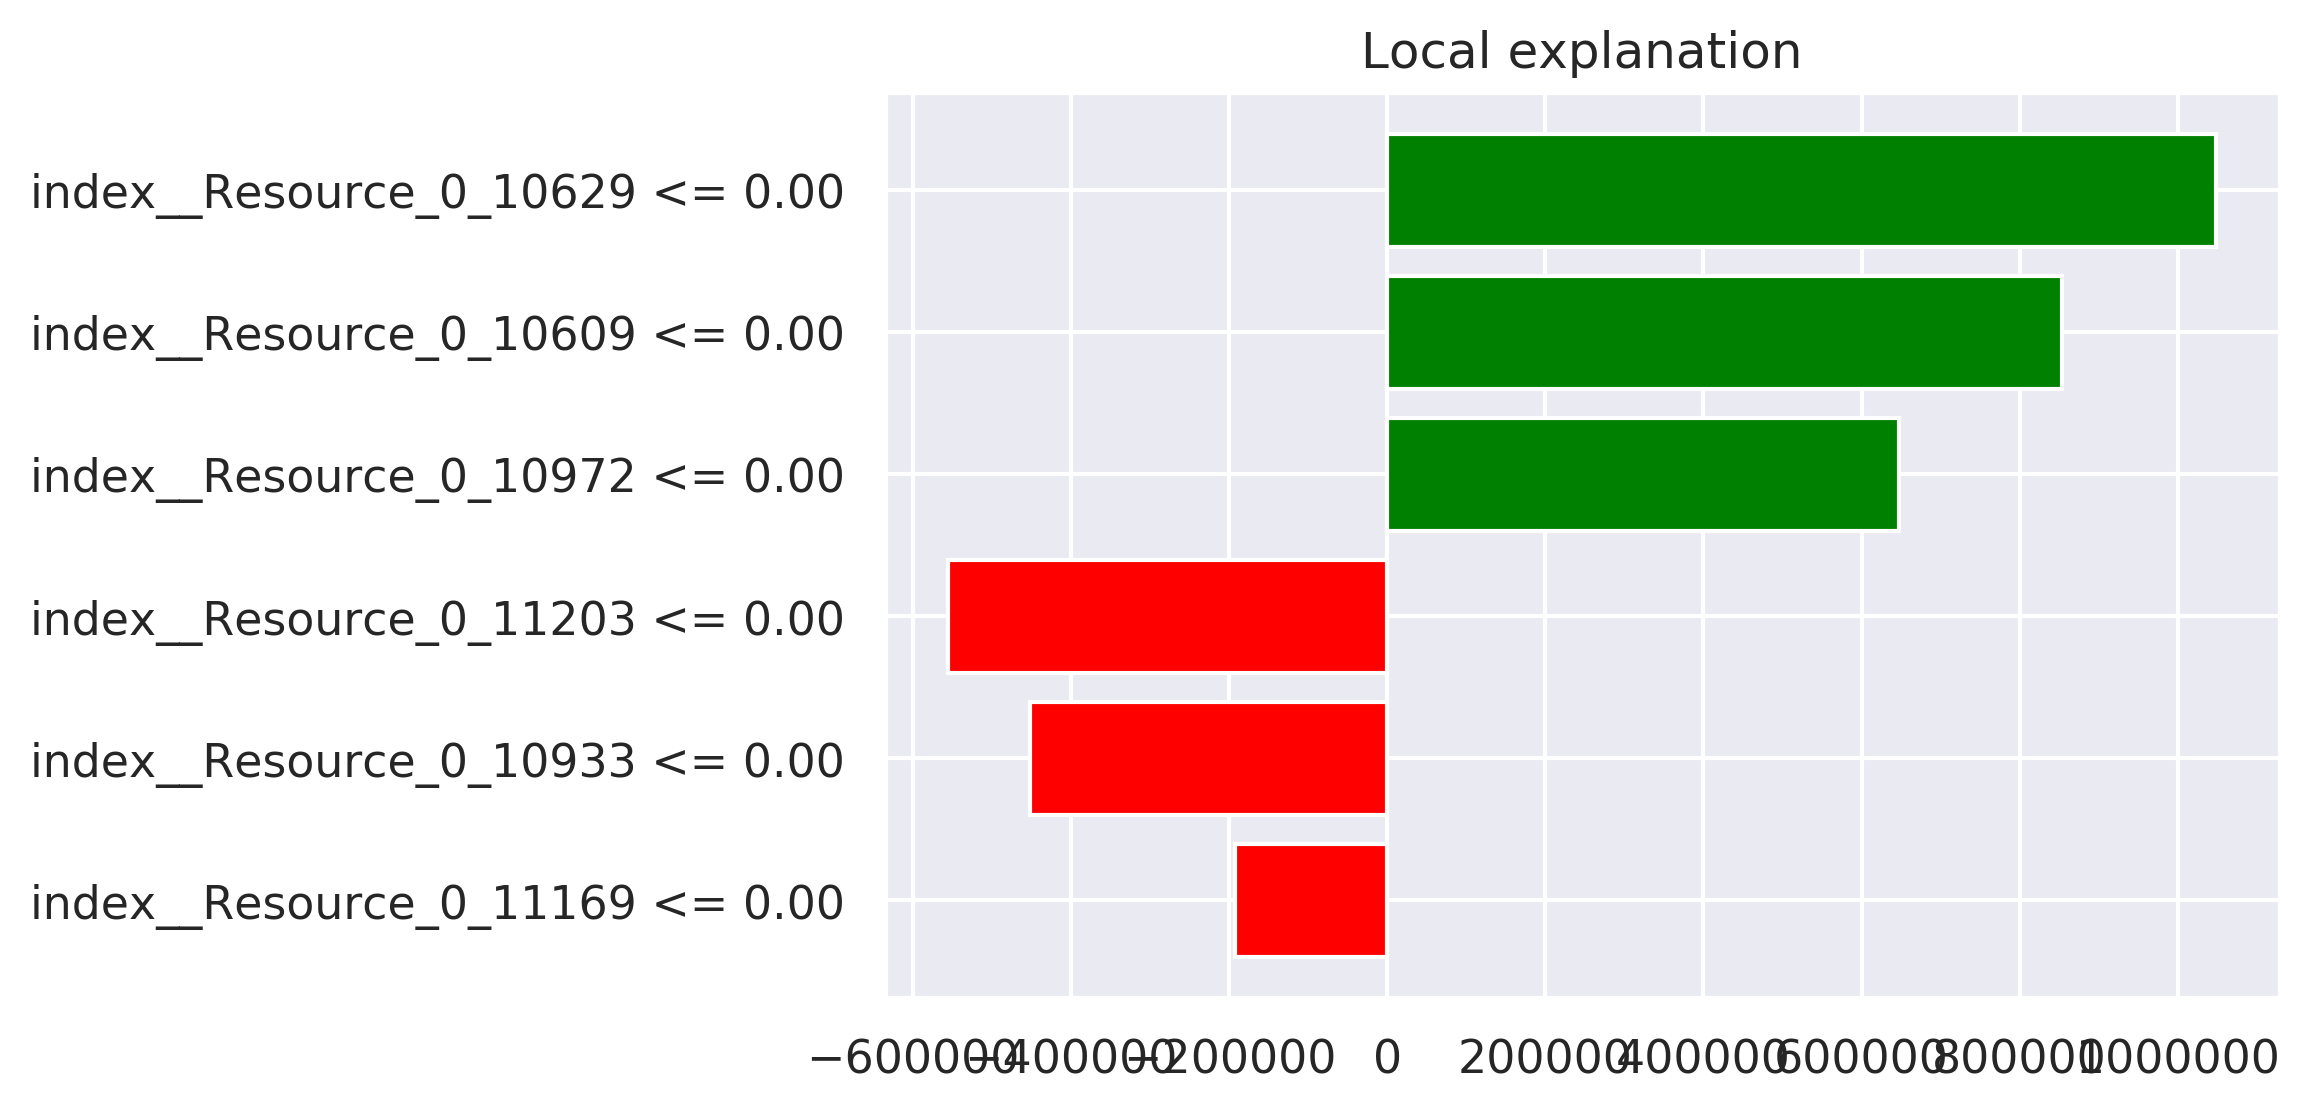 Local explanation
index__Resource_0_10629 <= 0.00
index__Resource_0_10609 <= 0.00
index__Resource_0_10972 <= 0.00
index__Resource_0_11203 <= 0.00
index__Resource_0_10933 <= 0.00
index__Resource_0_11169 <= 0.00
−600000 −400000 −200000 0 200000 400000 600000 800000 1000000